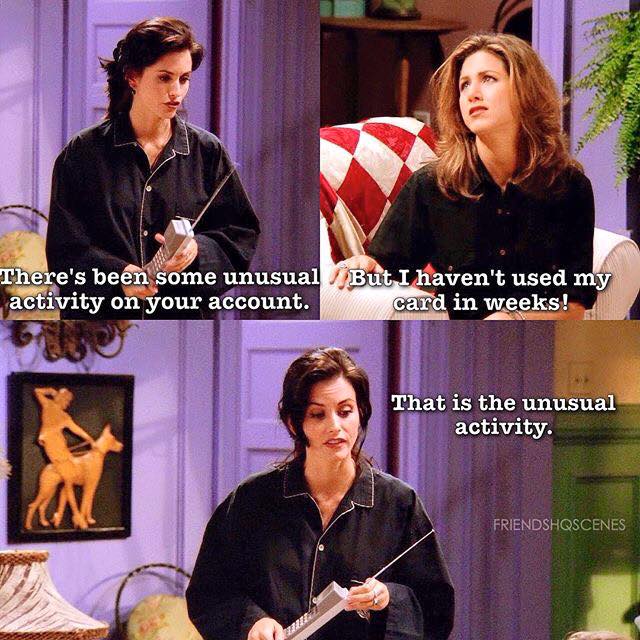 There's been some unusual
activity on your account.
But I haven't used my
card in weeks!
That is the unusual
activity.
FRIENDSHQSCENES